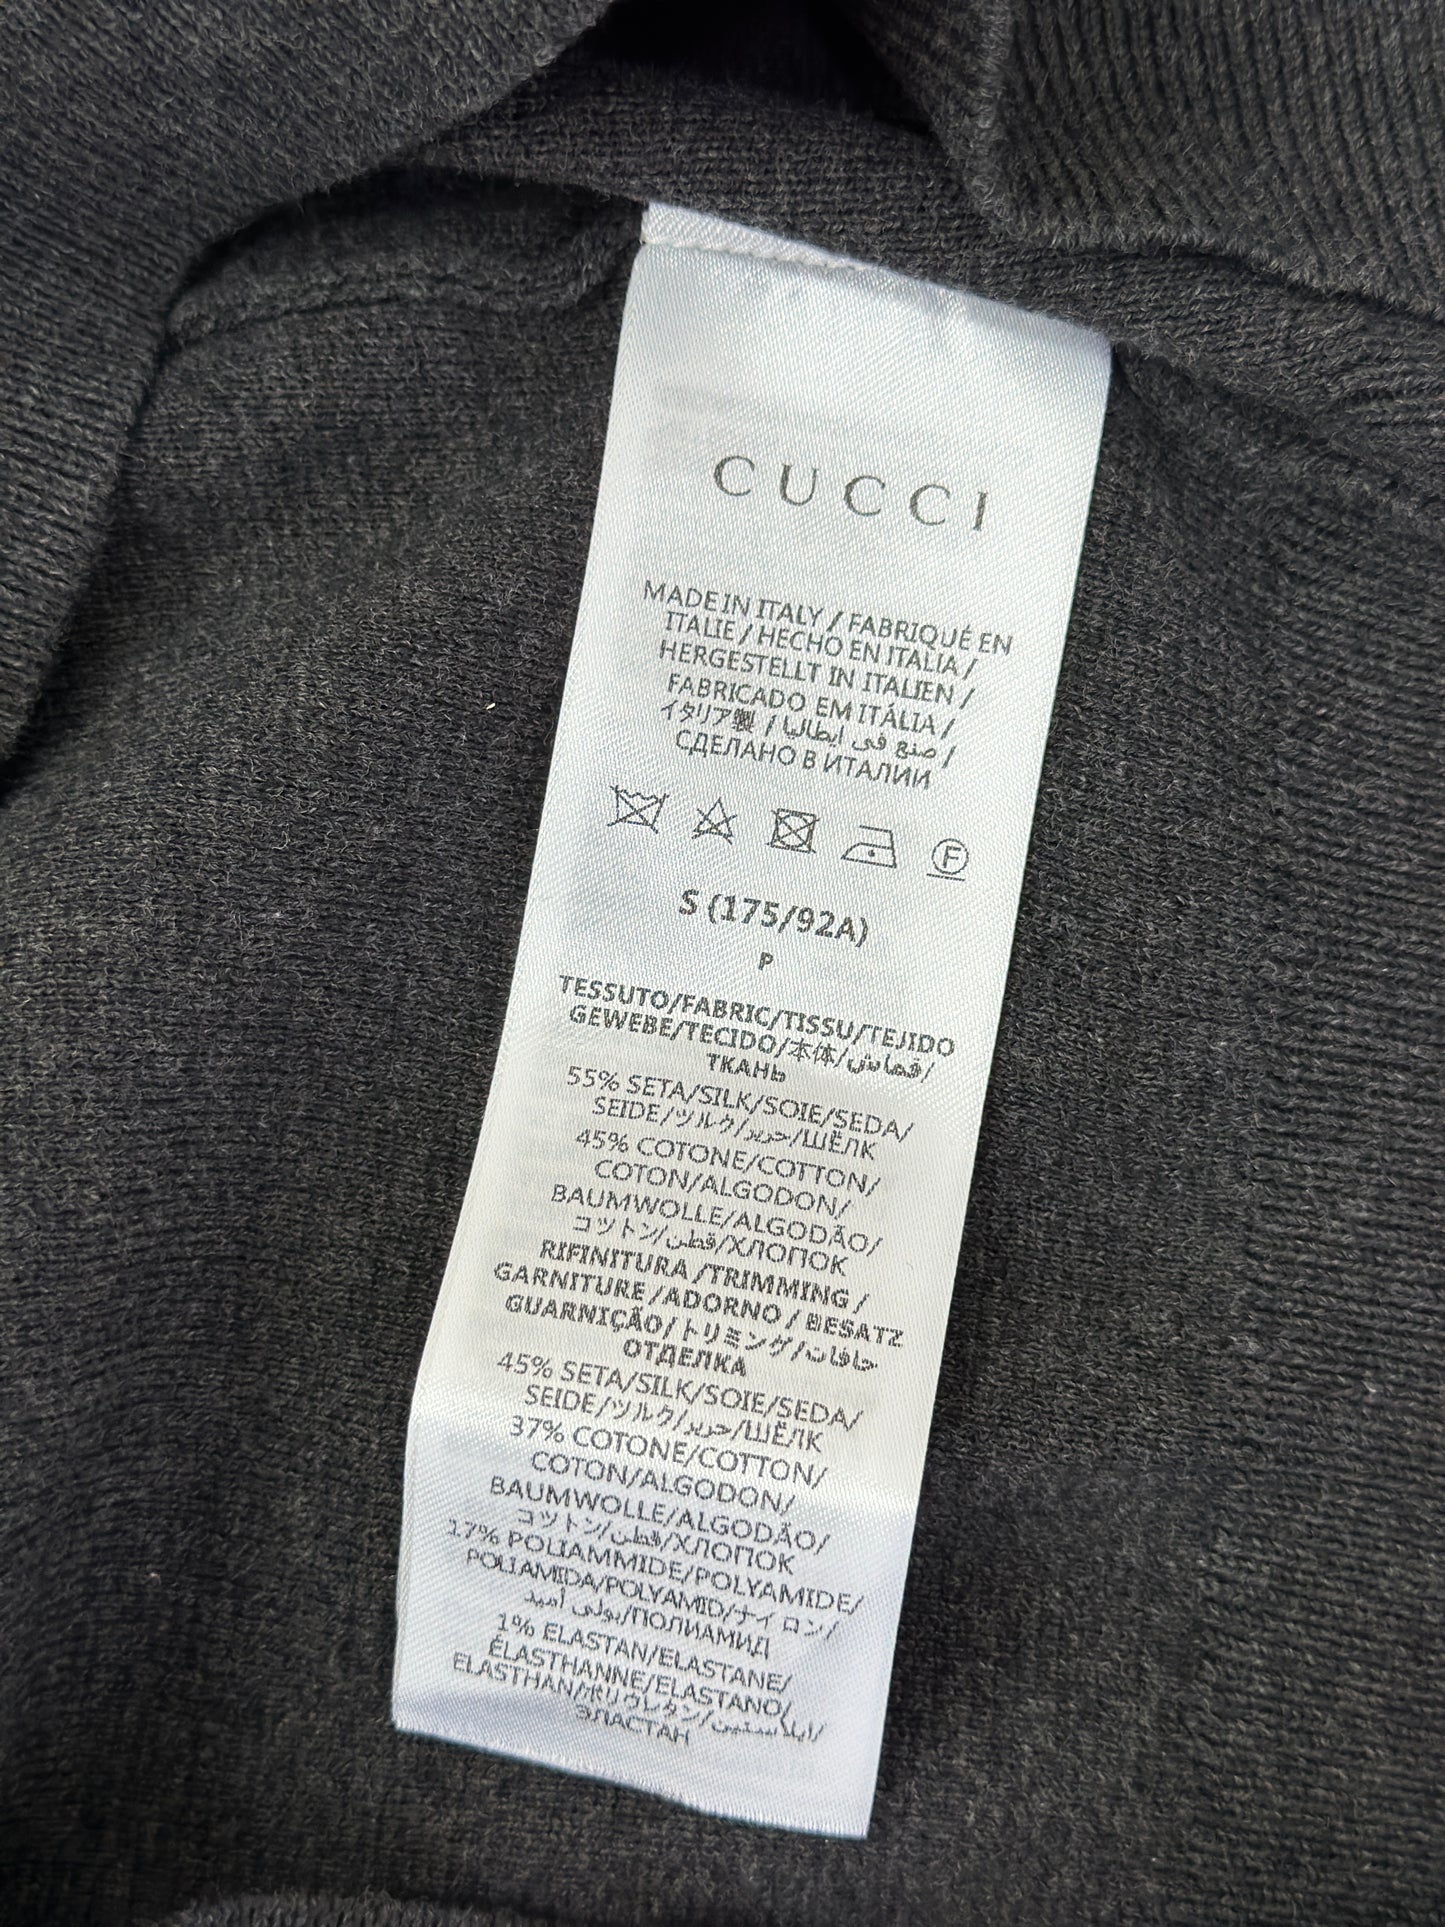 CUCCI
MADE IN ITALY / FABRIQUÉ EN
ITALIE / HECHO EN ITALIA /
HERGESTELLT IN ITALIEN /
FABRICADO EM ITÁLIA /
イタリア製 / صنع في ايطاليا /
СДЕЛАНО В ИТАЛИИ
F
S (175/92A)
P
TESSUTO/FABRIC/TISSU/TEJIDO
GEWEBE/TECIDO/本体/قماش/
ТКАНЬ
55% SETA/SILK/SOIE/SEDA/
SEIDE/ツルク/حرير/ШЁЛК
45% COTONE/COTTON/
COTON/ALGODON/
BAUMWOLLE/ALGODÃO/
コットン/قطن/ХЛОПОК
RIFINITURA /TRIMMING /
GARNITURE /ADORNO / BESATZ
GUARNIÇÃO/トリミング/حافات
ОТДЕЛКА
45% SETA/SILK/SOIE/SEDA/
SEIDE/ツルク/حرير/ШЁЛК
37% COTONE/COTTON/
COTON/ALGODON/
BAUMWOLLE/ALGODÃO/
コットン/قطن/ХЛОПОК
17% POLIAMMIDE/POLYAMIDE/
POLIAMIDA/POLYAMID/ナイロン/
بولي أميد/ПОЛИАМИД
1% ELASTAN/ELASTANE/
ÉLASTHANNE/ELASTANO/
ELASTHAN/ポリウレタン/ايلاستين/
ЭЛАСТАН